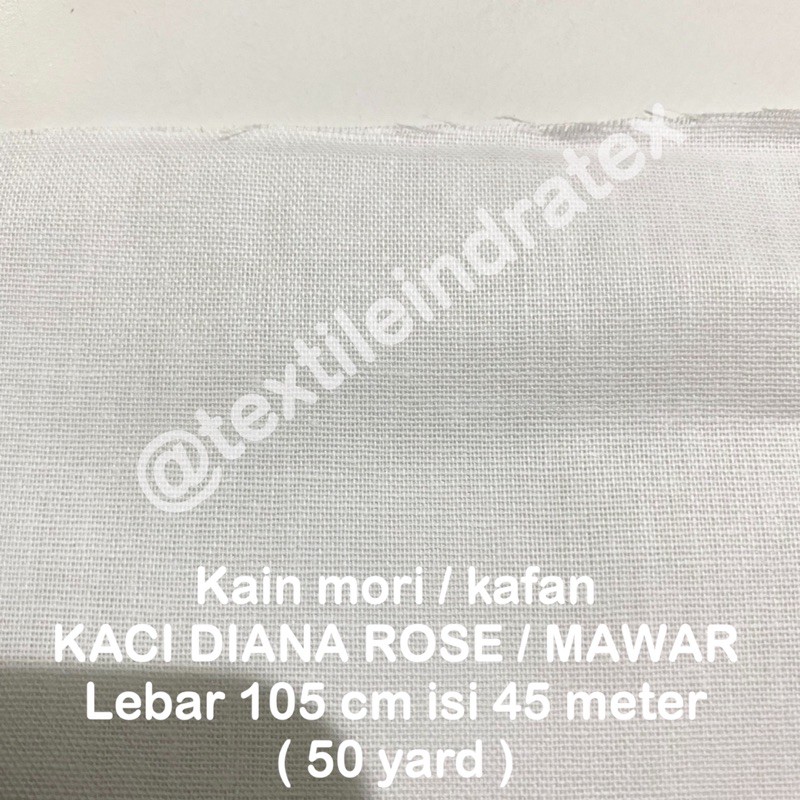 @textileindratex
Kain mori / kafan
KACI DIANA ROSE / MAWAR
Lebar 105 cm isi 45 meter
( 50 yard )